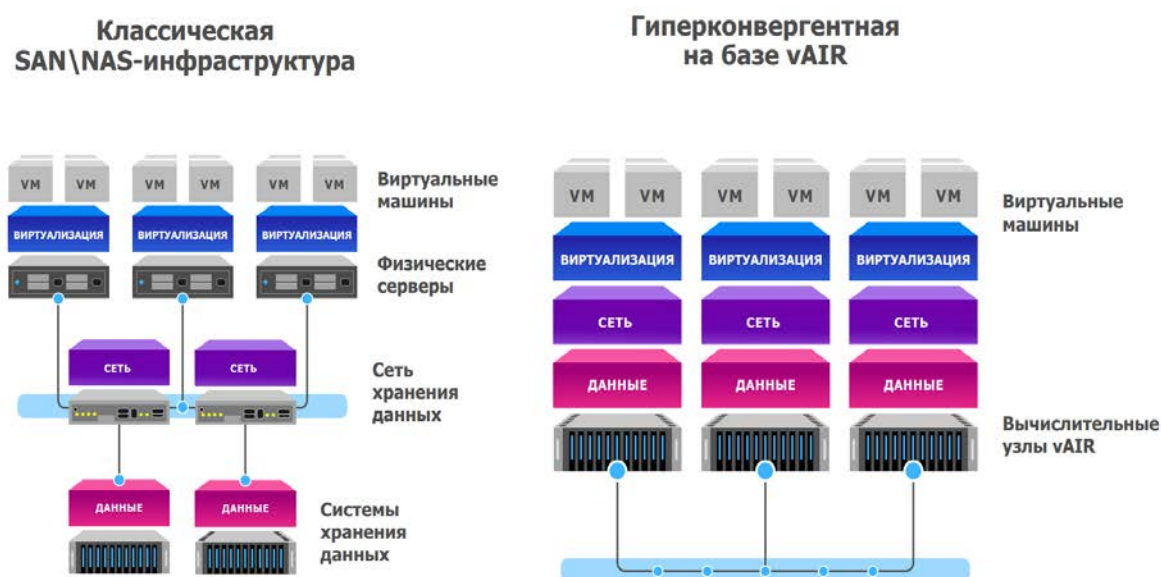 Классическая
SAN\NAS-инфраструктура
VM VM VM VM VM VM
Виртуальные
машины
ВИРТУАЛИЗАЦИЯ ВИРТУАЛИЗАЦИЯ ВИРТУАЛИЗАЦИЯ
Физические
серверы
СЕТЬ СЕТЬ
Сеть
хранения
данных
ДАННЫЕ ДАННЫЕ
Системы
хранения
данных
Гиперконвергентная
на базе vAIR
VM VM VM VM VM VM
Виртуальные
машины
ВИРТУАЛИЗАЦИЯ ВИРТУАЛИЗАЦИЯ ВИРТУАЛИЗАЦИЯ
СЕТЬ СЕТЬ СЕТЬ
ДАННЫЕ ДАННЫЕ ДАННЫЕ
Вычислительные
узлы vAIR